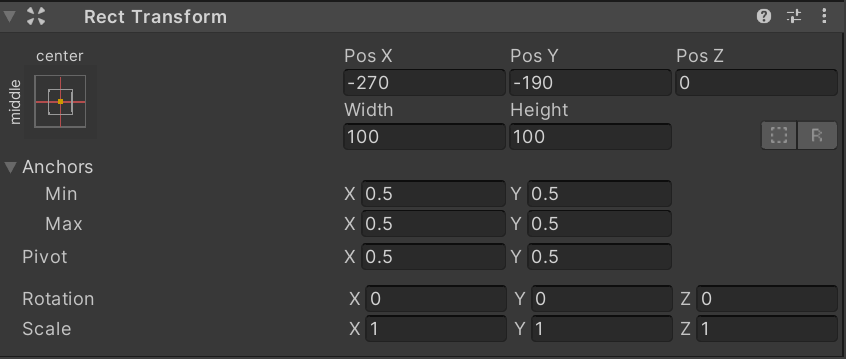 Rect Transform
center
middle
Pos X Pos Y Pos Z
-270 -190 0
Width Height
100 100
R
Anchors
Min X 0.5 Y 0.5
Max X 0.5 Y 0.5
Pivot X 0.5 Y 0.5
Rotation X 0 Y 0 Z 0
Scale X 1 Y 1 Z 1